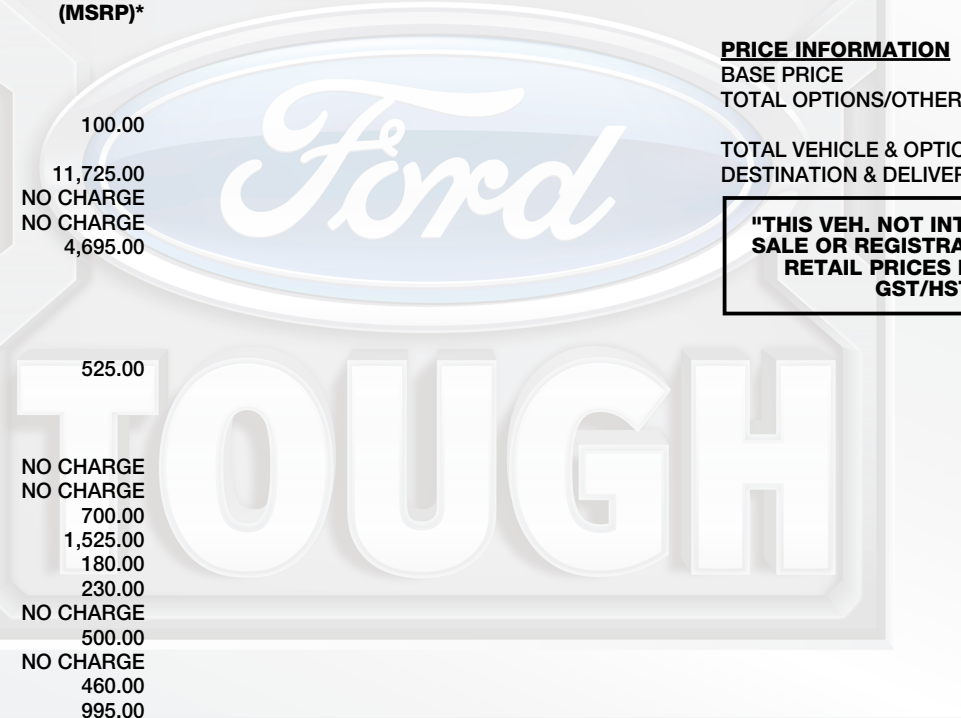 (MSRP)*
100.00
11,725.00
NO CHARGE
NO CHARGE
4,695.00
525.00
NO CHARGE
NO CHARGE
700.00
1,525.00
180.00
230.00
NO CHARGE
500.00
NO CHARGE
460.00
995.00
PRICE INFORMATION
BASE PRICE
TOTAL OPTIONS/OTHER
TOTAL VEHICLE & OPTIO
DESTINATION & DELIVER
"THIS VEH. NOT INT
SALE OR REGISTRA
RETAIL PRICES
GST/HST
Ford
TOUGH